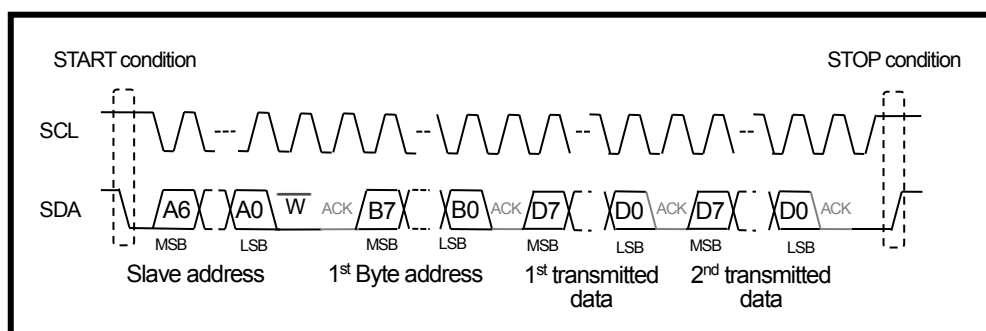 START condition STOP condition
SCL
SDA A6 A0 W ACK B7 B0 ACK D7 D0 ACK D7 D0 ACK
MSB LSB MSB LSB MSB LSB MSB LSB
Slave address 1st Byte address 1st transmitted data 2nd transmitted data